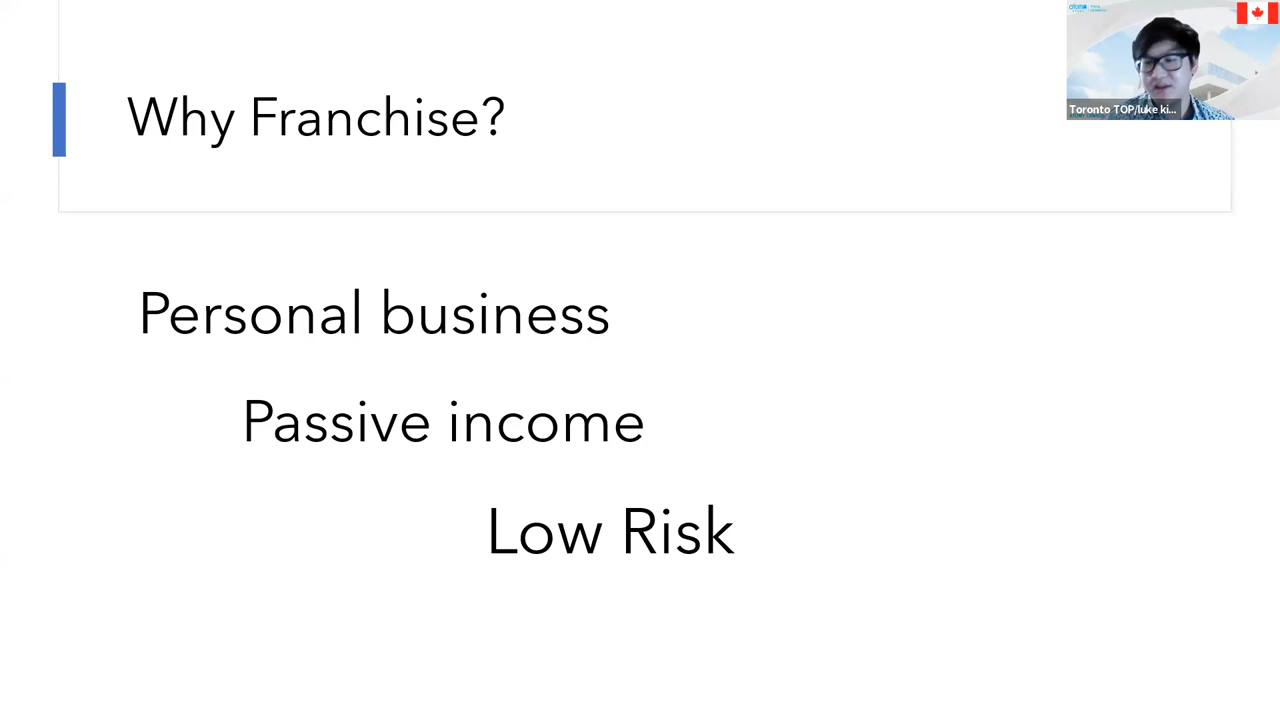 Why Franchise?
Toronto TOP/luke ki...
Personal business
Passive income
Low Risk